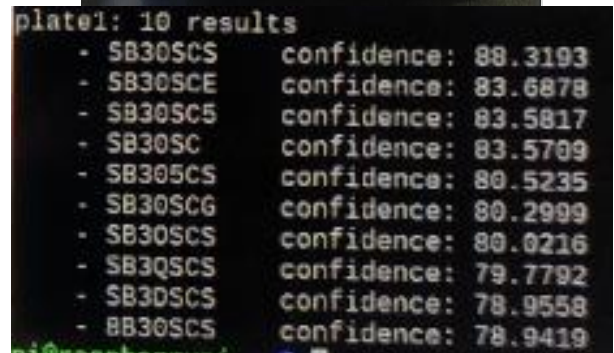 plate1: 10 results
- SB30SCS confidence: 88.3193
- SB30SCE confidence: 83.6878
- SB30SC5 confidence: 83.5817
- SB30SC confidence: 83.5709
- SB305CS confidence: 80.5235
- SB30SCG confidence: 80.2999
- SB3OSCS confidence: 80.0216
- SB3QSCS confidence: 79.7792
- SB3DSCS confidence: 78.9558
- 8B30SCS confidence: 78.9419